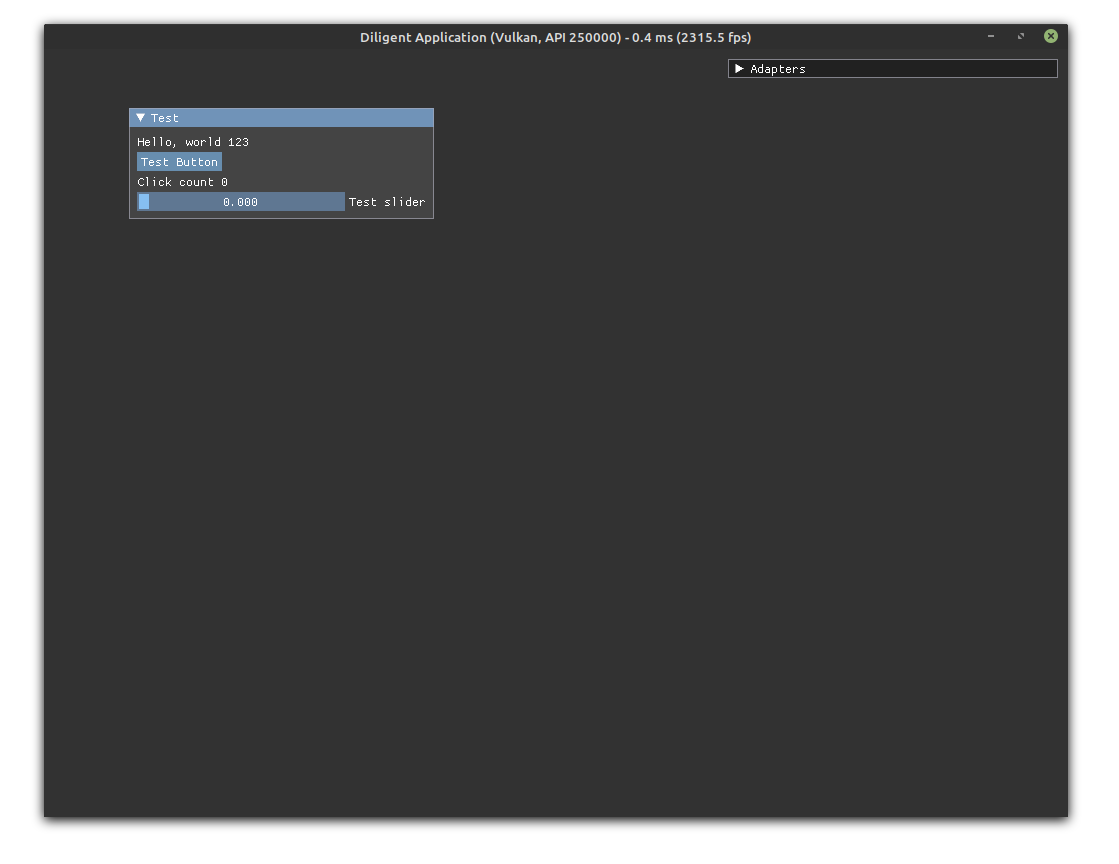 Diligent Application (Vulkan, API 250000) - 0.4 ms (2315.5 fps)
Adapters
Test
Hello, world 123
Test Button
Click count 0
0.000 Test slider